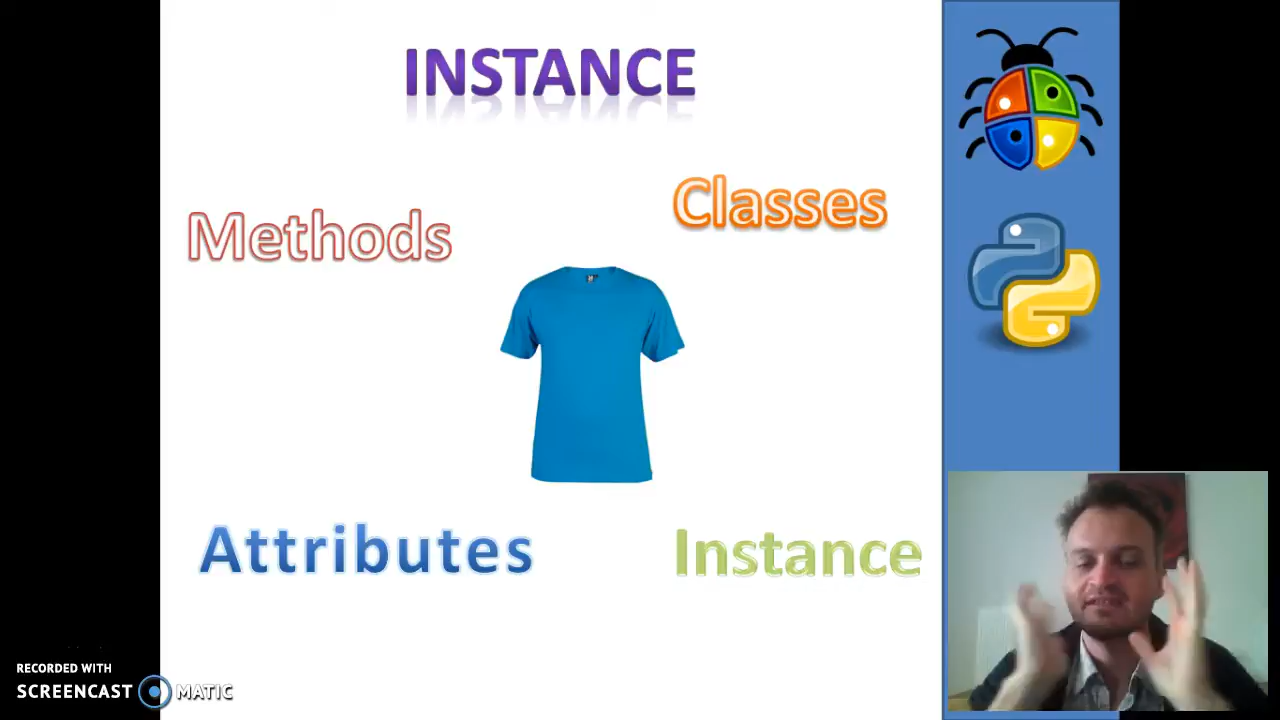 INSTANCE
Classes
Methods
Attributes
Instance
RECORDED WITH
SCREENCAST MATIC